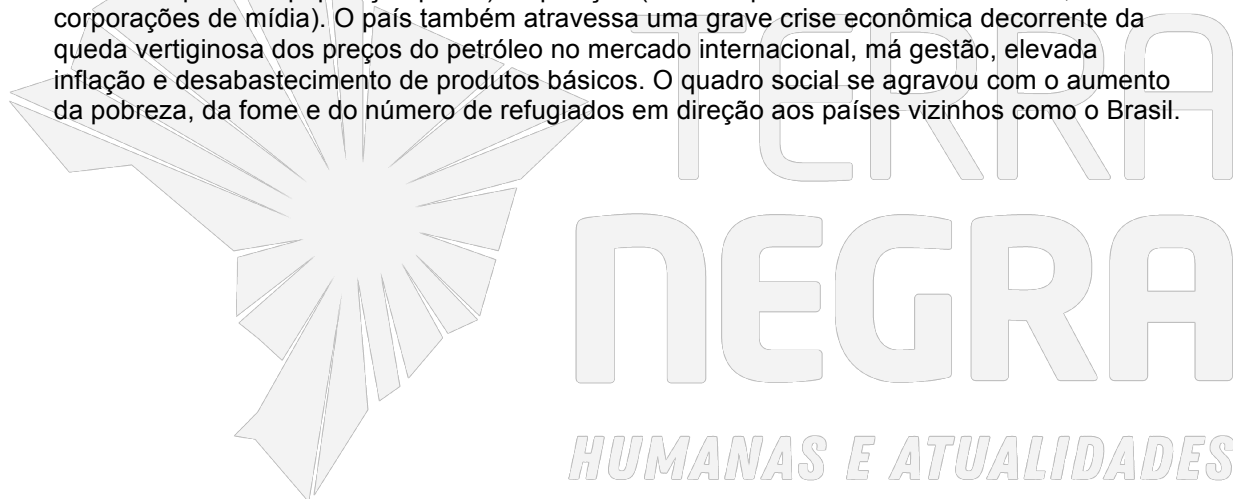 corporações de mídia). O país também atravessa uma grave crise econômica decorrente da
queda vertiginosa dos preços do petróleo no mercado internacional, má gestão, elevada
inflação e desabastecimento de produtos básicos. O quadro social se agravou com o aumento
da pobreza, da fome e do número de refugiados em direção aos países vizinhos como o Brasil.
TERRA
NEGRA
HUMANAS E ATUALIDADES